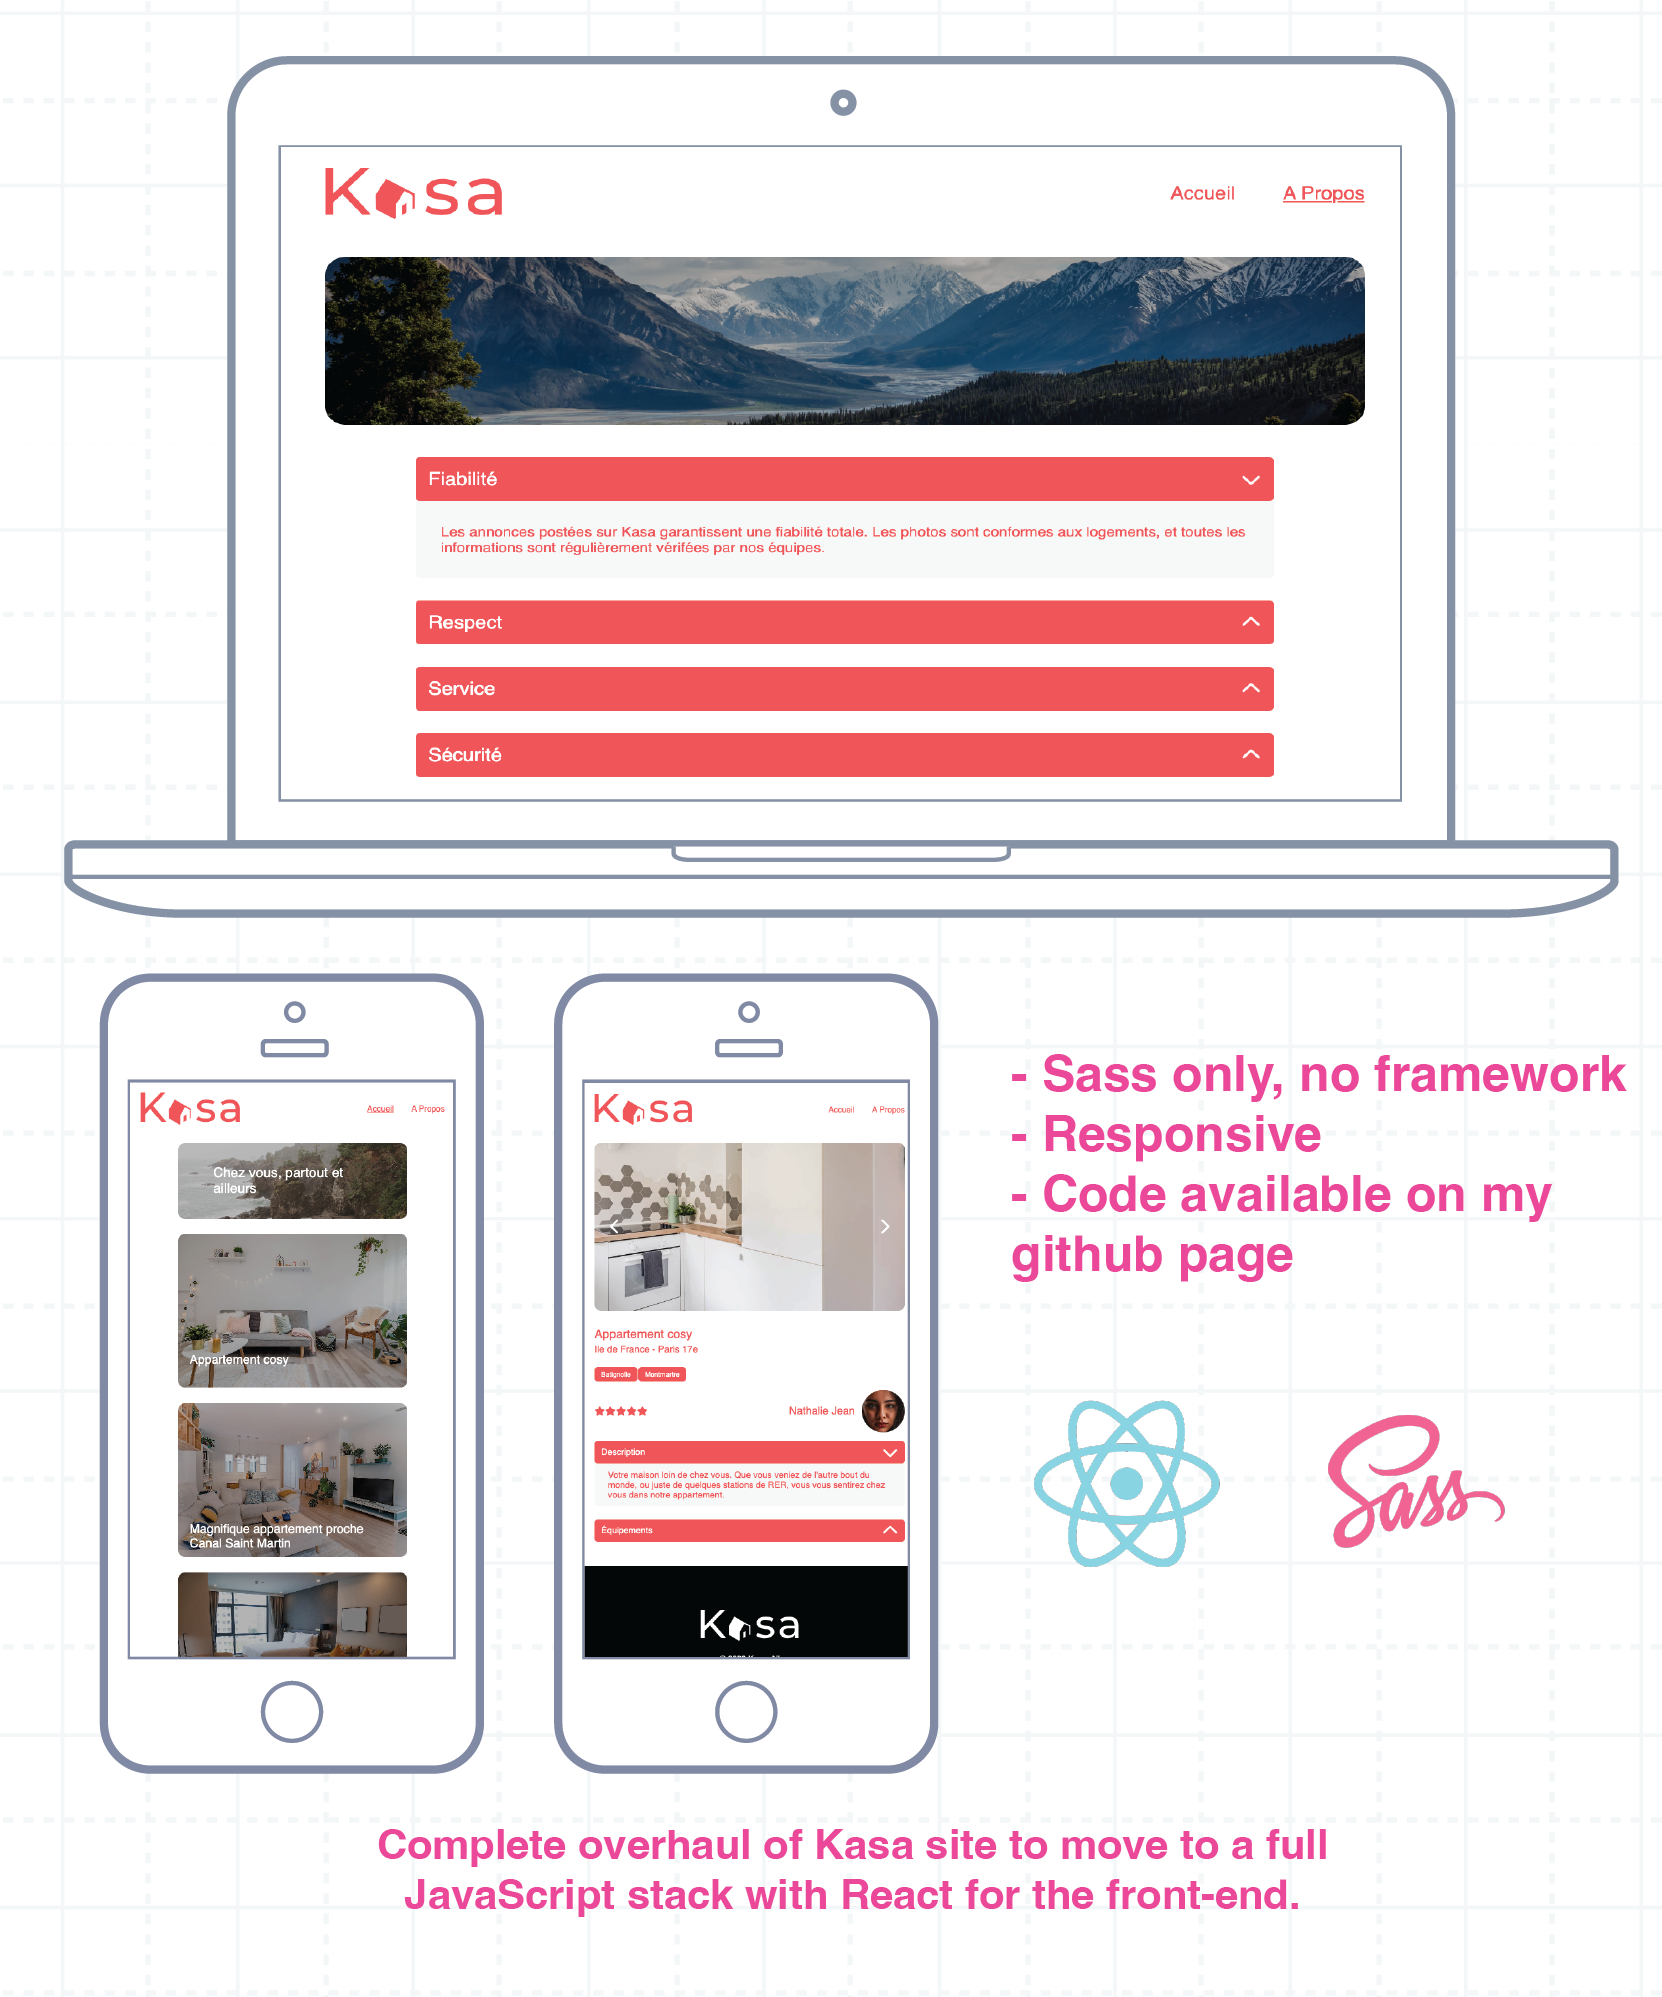 Kasa
Accueil A Propos
Fiabilité
Les annonces postées sur Kasa garantissent une fiabilité totale. Les photos sont conformes aux logements, et toutes les
informations sont régulièrement vérifées par nos équipes.
Respect
Service
Sécurité
Kasa
Accueil A Propos
Chez vous, partout et
ailleurs
Appartement cosy
Magnifique appartement proche
Canal Saint Martin
Kasa
Accueil A Propos
Appartement cosy
Ile de France - Paris 17e
Batignolle Montmartre
Nathalie Jean
Description
Votre maison loin de chez vous. Que vous veniez de l'autre bout du
monde, ou juste de quelques stations de RER, vous vous sentirez chez
vous dans notre appartement.
Équipements
Kasa
- Sass only, no framework
- Responsive
- Code available on my
github page
Sass
Complete overhaul of Kasa site to move to a full
JavaScript stack with React for the front-end.